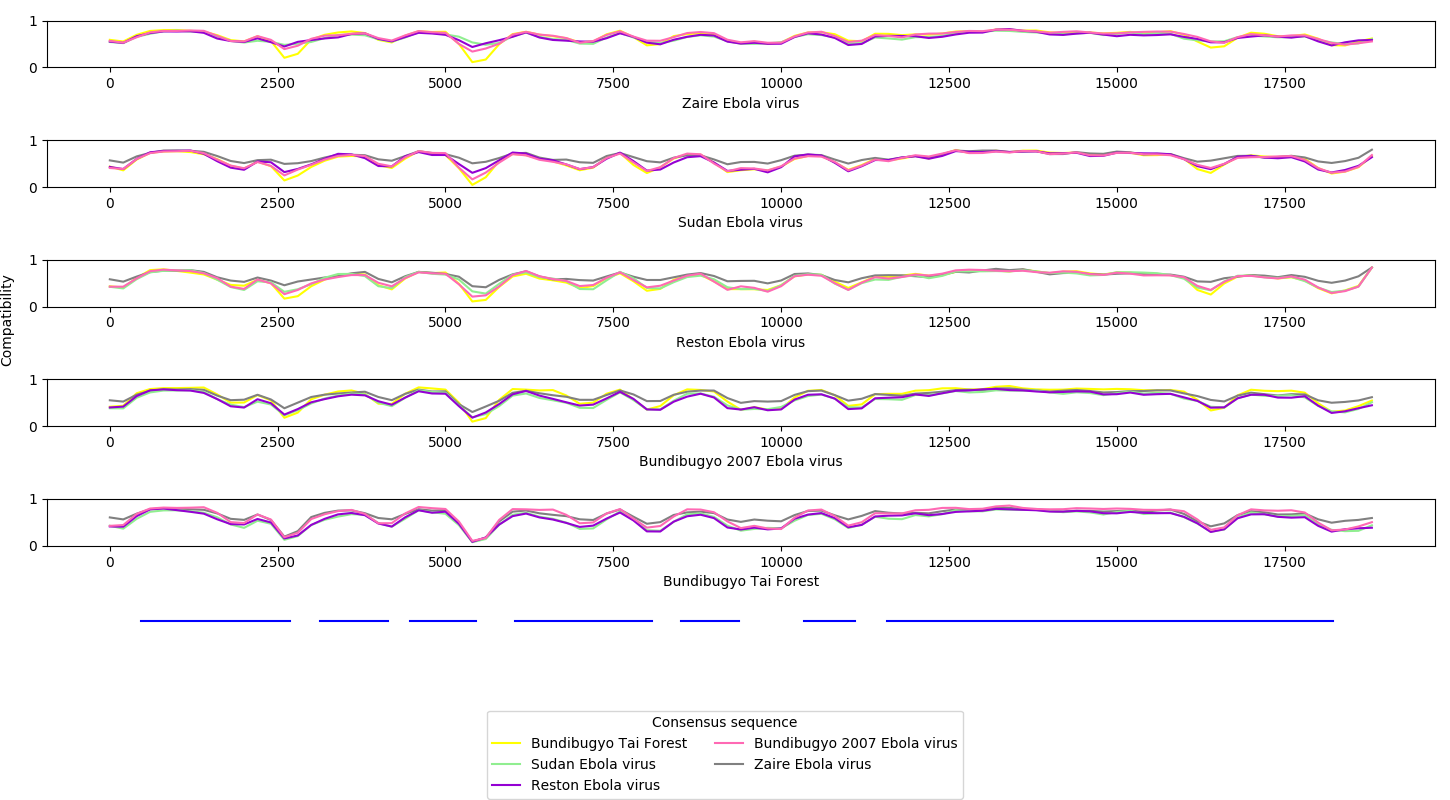 1
0
0 2500 5000 7500 10000 12500 15000 17500
Zaire Ebola virus
1
0
0 2500 5000 7500 10000 12500 15000 17500
Sudan Ebola virus
1
0
0 2500 5000 7500 10000 12500 15000 17500
Reston Ebola virus
Compatibility
1
0
0 2500 5000 7500 10000 12500 15000 17500
Bundibugyo 2007 Ebola virus
1
0
0 2500 5000 7500 10000 12500 15000 17500
Bundibugyo Tai Forest
Consensus sequence
Bundibugyo Tai Forest
Sudan Ebola virus
Reston Ebola virus
Bundibugyo 2007 Ebola virus
Zaire Ebola virus